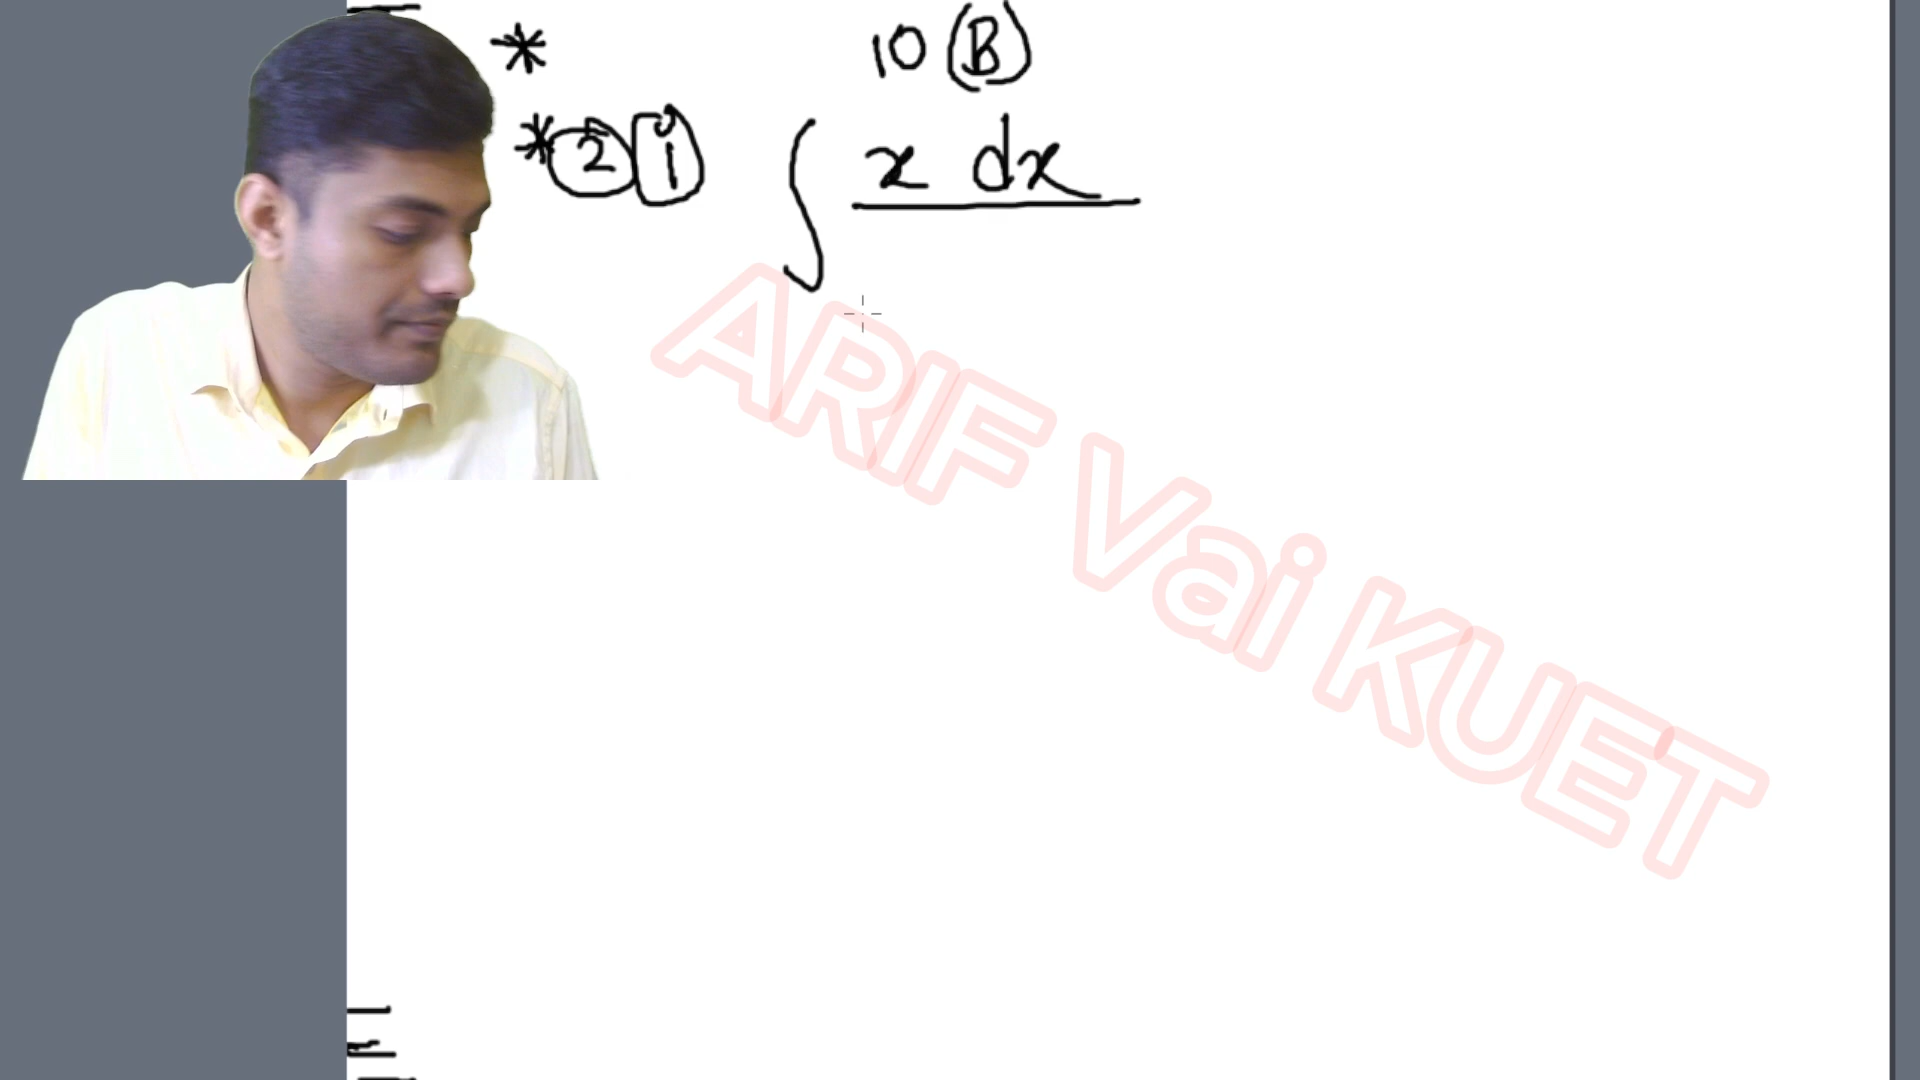 * 10 (B)
* 2 i ∫ x dx
ARIF Vai KUET